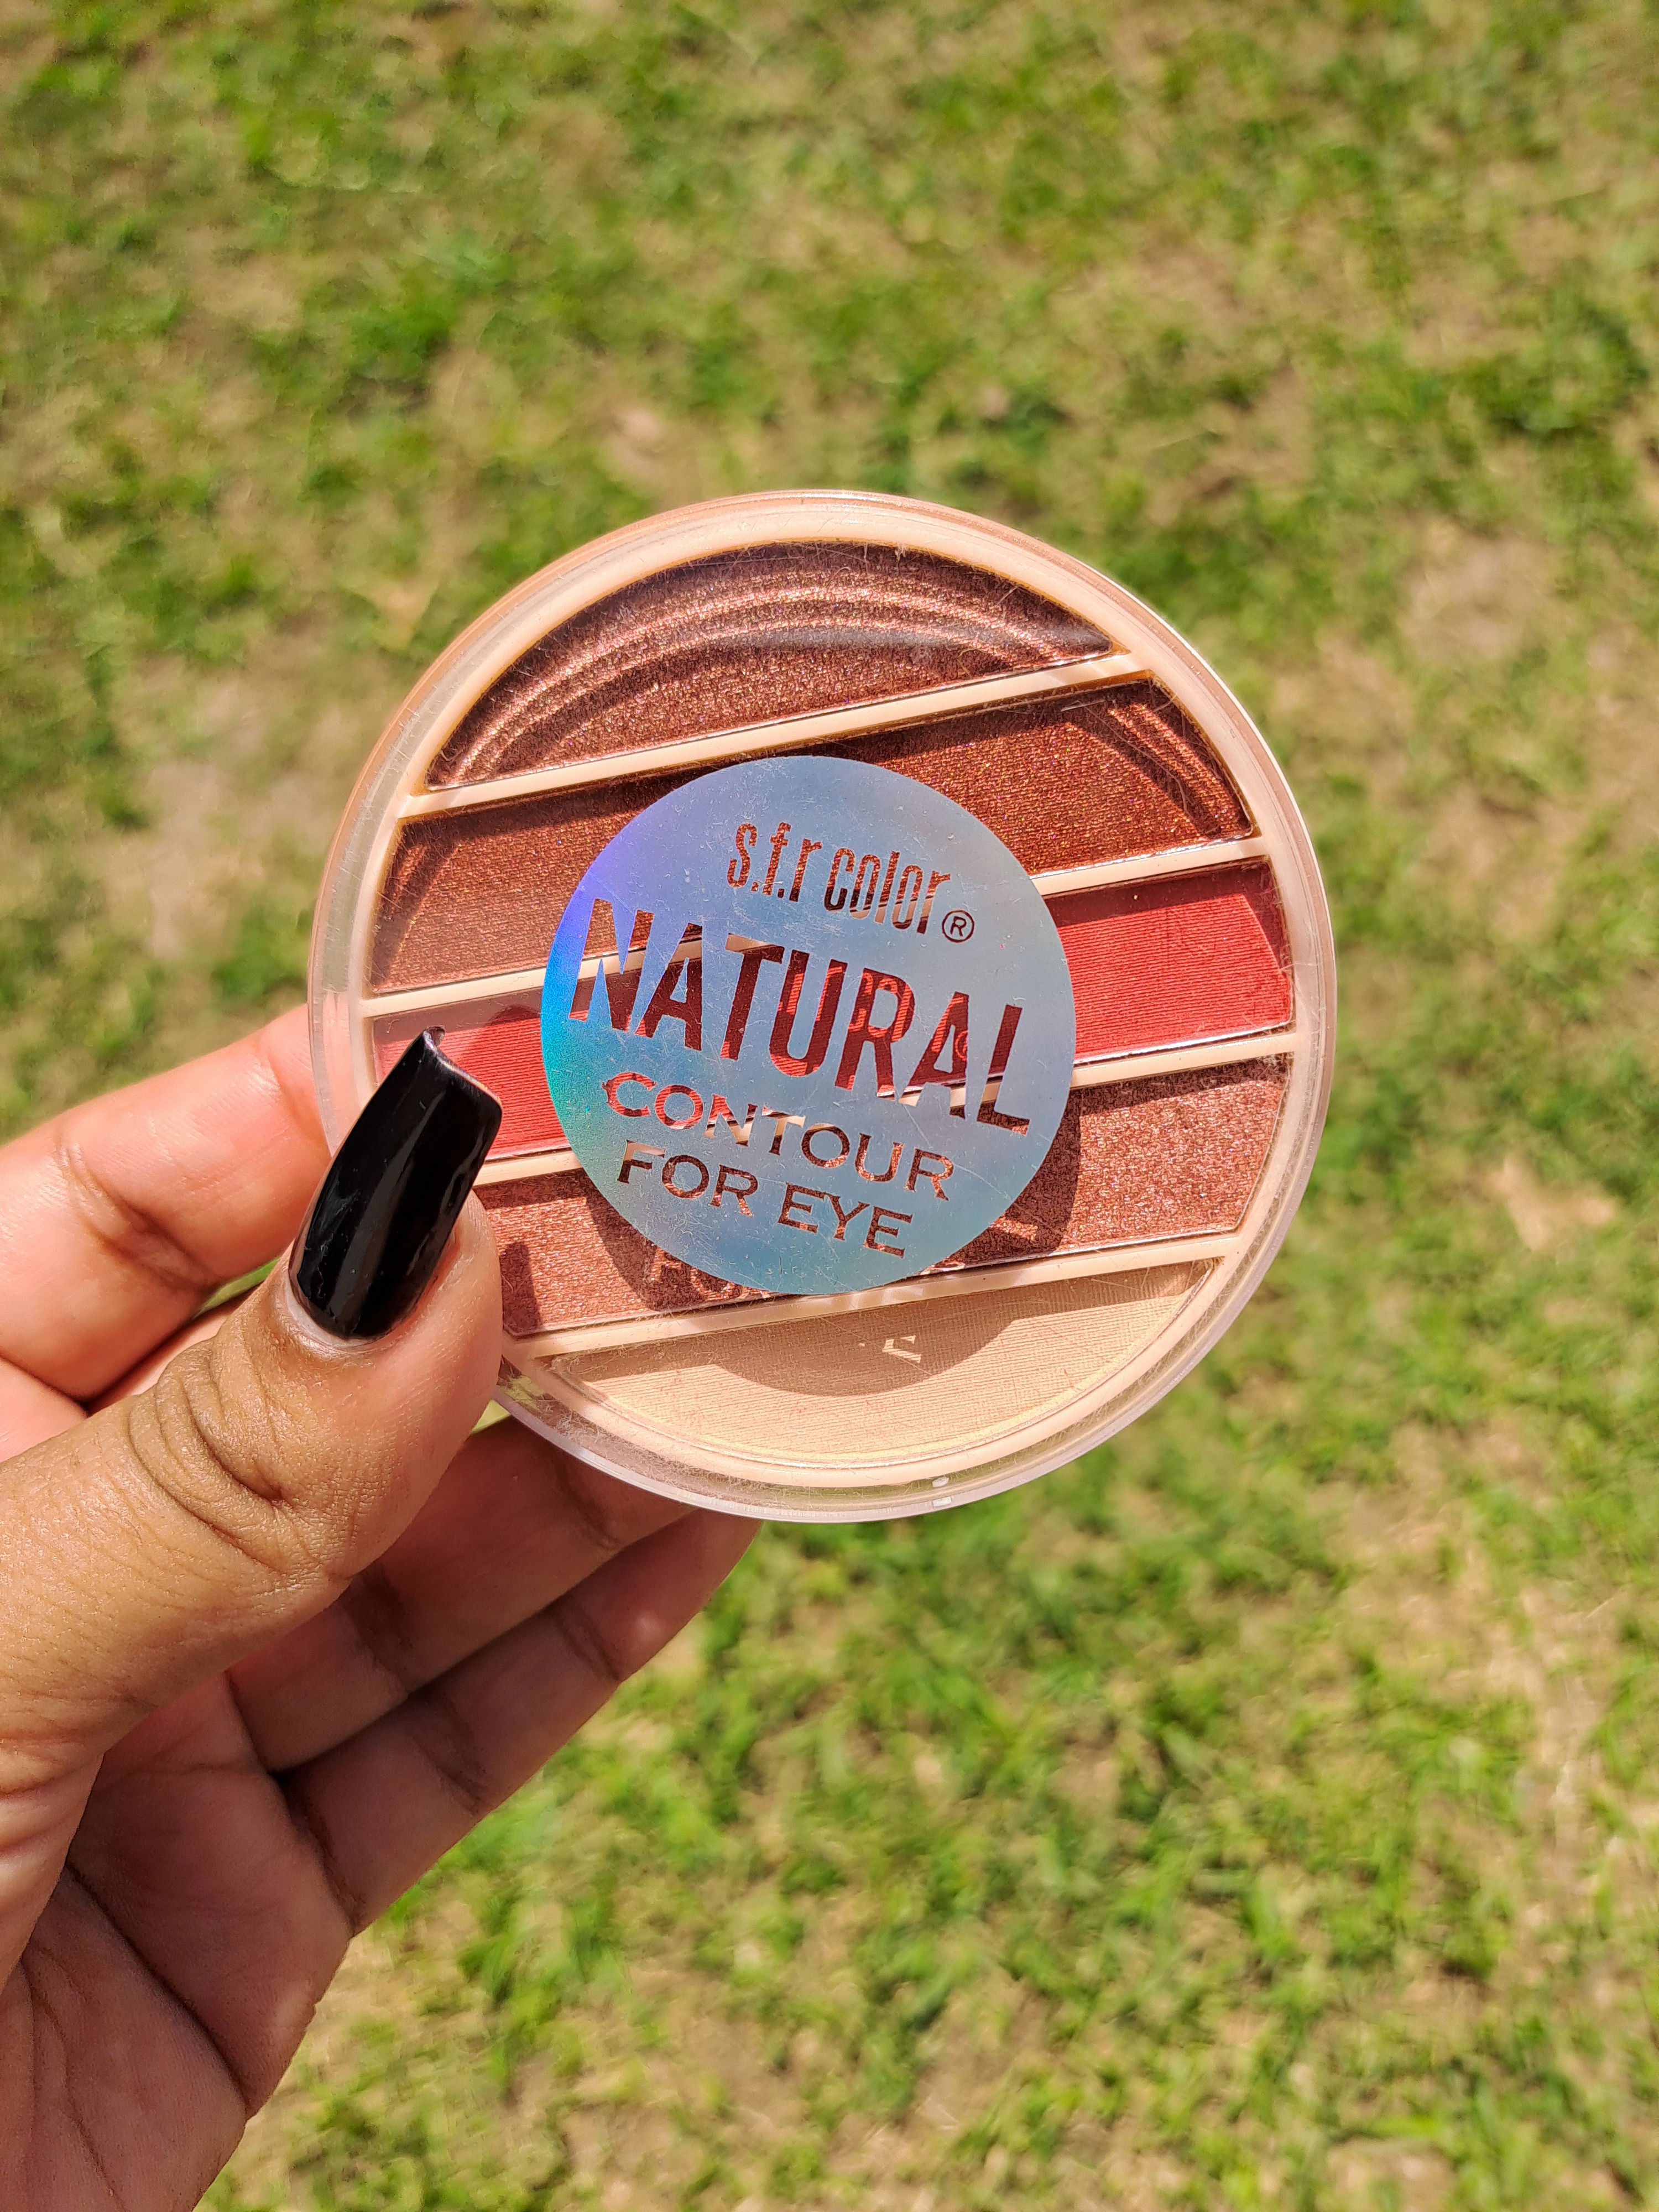 s.f.r color®
NATURAL
CONTOUR
FOR EYE